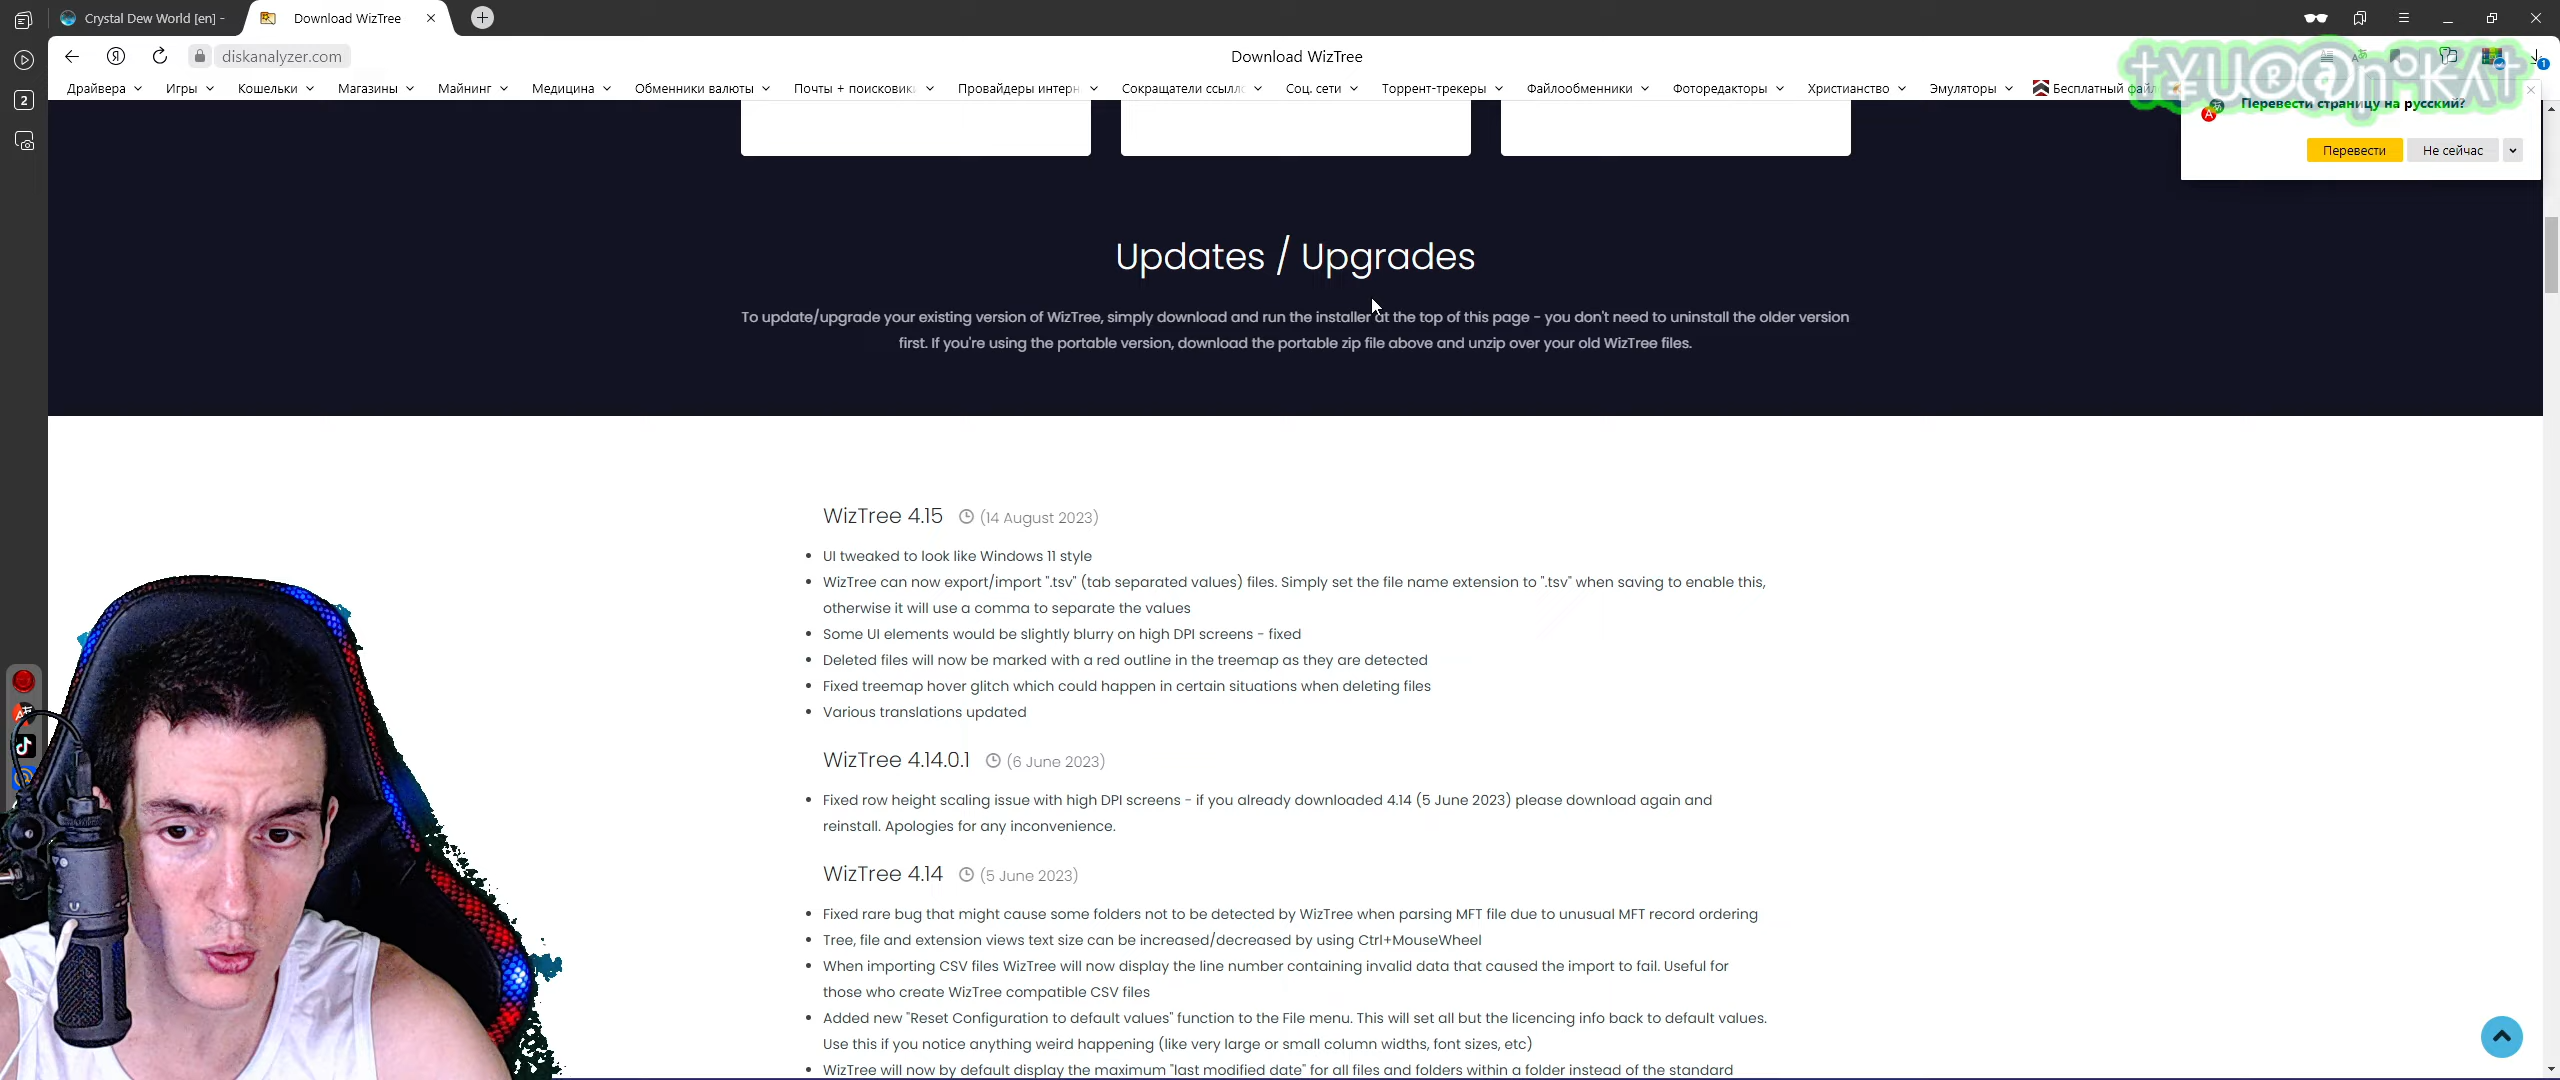 Crystal Dew World [en] -
Download WizTree
diskanalyzer.com
Download WizTree
Драйвера
Игры
Кошельки
Магазины
Майнинг
Медицина
Обменники валюты
Почты + поисковик
Провайдеры интерн
Сокращатели ссыл
Соц. сети
Торрент-трекеры
Файлообменники
Фоторедакторы
Христианство
Эмуляторы
Бесплатный файл
2
1
Перевести страницу на русский?
Перевести
Не сейчас
Updates / Upgrades
To update/upgrade your existing version of WizTree, simply download and run the installer at the top of this page - you don't need to uninstall the older version
first. If you're using the portable version, download the portable zip file above and unzip over your old WizTree files.
WizTree 4.15 (14 August 2023)
UI tweaked to look like Windows 11 style
WizTree can now export/import ".tsv" (tab separated values) files. Simply set the file name extension to ".tsv" when saving to enable this,
otherwise it will use a comma to separate the values
Some UI elements would be slightly blurry on high DPI screens - fixed
Deleted files will now be marked with a red outline in the treemap as they are detected
Fixed treemap hover glitch which could happen in certain situations when deleting files
Various translations updated
WizTree 4.14.0.1 (6 June 2023)
Fixed row height scaling issue with high DPI screens - if you already downloaded 4.14 (5 June 2023) please download again and
reinstall. Apologies for any inconvenience.
WizTree 4.14 (5 June 2023)
Fixed rare bug that might cause some folders not to be detected by WizTree when parsing MFT file due to unusual MFT record ordering
Tree, file and extension views text size can be increased/decreased by using Ctrl+MouseWheel
When importing CSV files WizTree will now display the line number containing invalid data that caused the import to fail. Useful for
those who create WizTree compatible CSV files
Added new "Reset Configuration to default values" function to the File menu. This will set all but the licencing info back to default values.
Use this if you notice anything weird happening (like very large or small column widths, font sizes, etc)
WizTree will now by default display the maximum "last modified date" for all files and folders within a folder instead of the standard